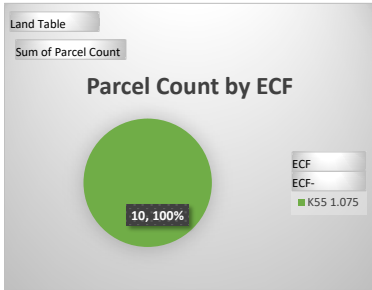 Land Table
Sum of Parcel Count
Parcel Count by ECF
10, 100%
ECF
ECF-
K55 1.075